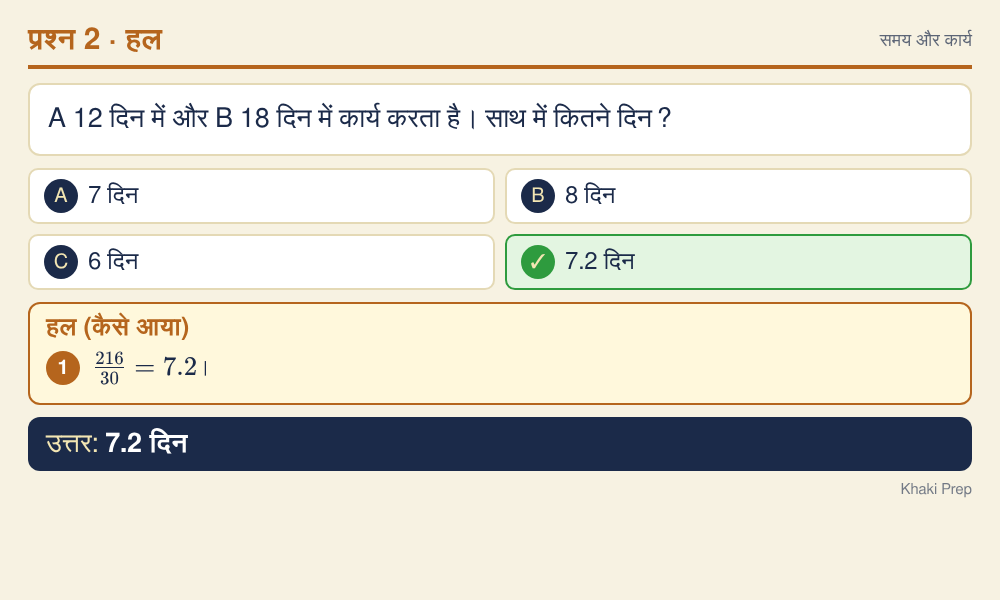 प्रश्न 2 · हल
समय और कार्य
A 12 दिन में और B 18 दिन में कार्य करता है। साथ में कितने दिन?
A 7 दिन
B 8 दिन
C 6 दिन
✓ 7.2 दिन
हल (कैसे आया)
1 216/30 = 7.2।
उत्तर: 7.2 दिन
Khaki Prep